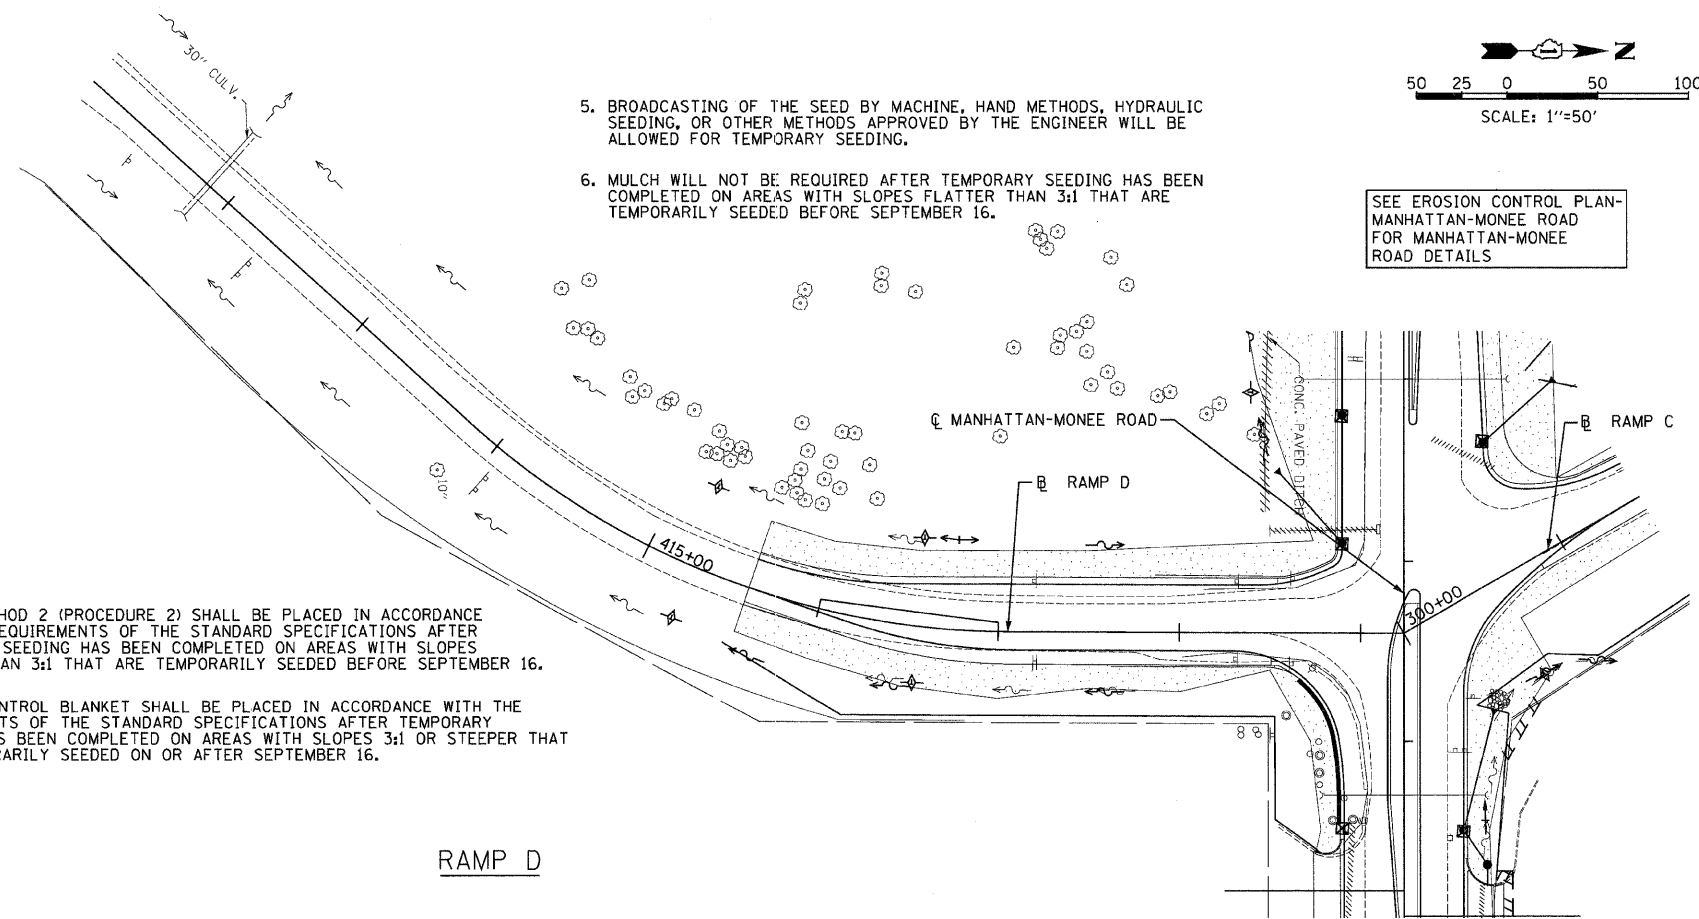 30" CULV.
5. BROADCASTING OF THE SEED BY MACHINE, HAND METHODS, HYDRAULIC
SEEDING, OR OTHER METHODS APPROVED BY THE ENGINEER WILL BE
ALLOWED FOR TEMPORARY SEEDING.
6. MULCH WILL NOT BE REQUIRED AFTER TEMPORARY SEEDING HAS BEEN
COMPLETED ON AREAS WITH SLOPES FLATTER THAN 3:1 THAT ARE
TEMPORARILY SEEDED BEFORE SEPTEMBER 16.
N
50 25 0 50 100
SCALE: 1"=50'
SEE EROSION CONTROL PLAN-
MANHATTAN-MONEE ROAD
FOR MANHATTAN-MONEE
ROAD DETAILS
CONC. PAVED DITCH
℄ MANHATTAN-MONEE ROAD
B RAMP C
B RAMP D
10"
415+00
300+00
HOD 2 (PROCEDURE 2) SHALL BE PLACED IN ACCORDANCE
EQUIREMENTS OF THE STANDARD SPECIFICATIONS AFTER
SEEDING HAS BEEN COMPLETED ON AREAS WITH SLOPES
AN 3:1 THAT ARE TEMPORARILY SEEDED BEFORE SEPTEMBER 16.
NTROL BLANKET SHALL BE PLACED IN ACCORDANCE WITH THE
TS OF THE STANDARD SPECIFICATIONS AFTER TEMPORARY
S BEEN COMPLETED ON AREAS WITH SLOPES 3:1 OR STEEPER THAT
ARILY SEEDED ON OR AFTER SEPTEMBER 16.
RAMP D